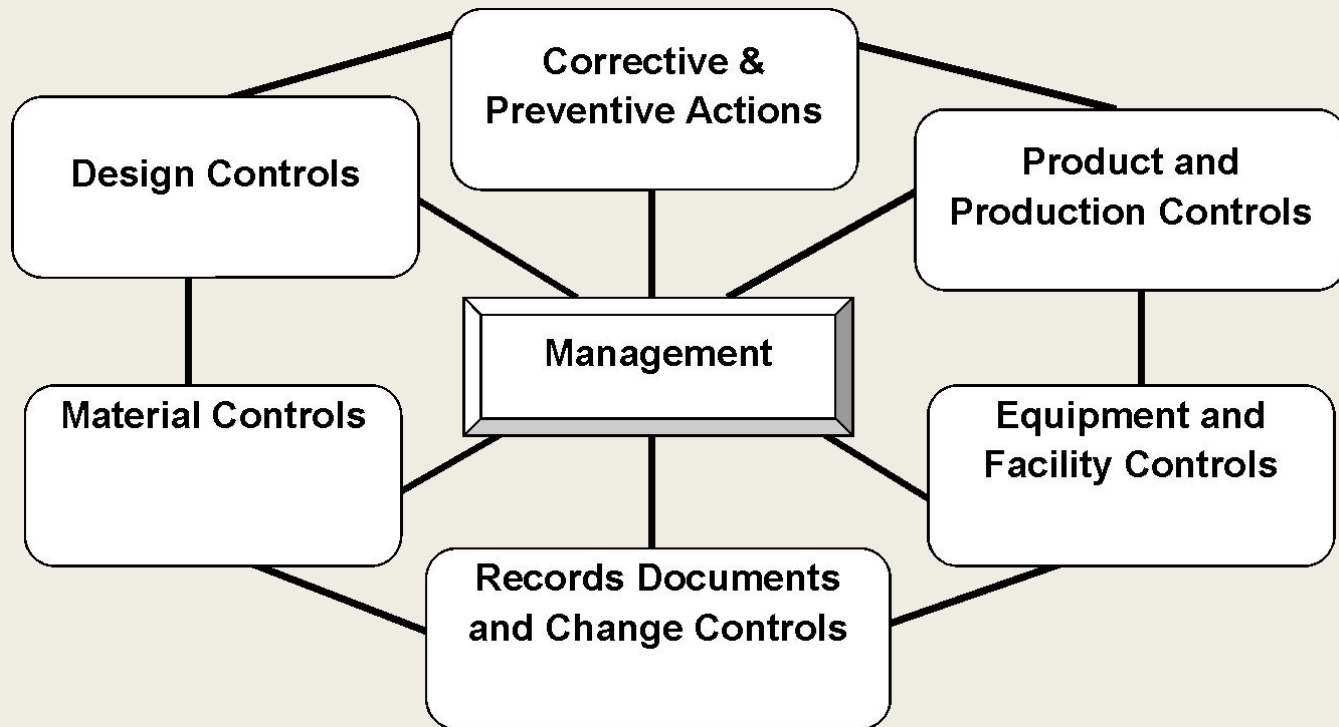 Corrective &
Preventive Actions
Design Controls
Product and
Production Controls
Management
Material Controls
Equipment and
Facility Controls
Records Documents
and Change Controls